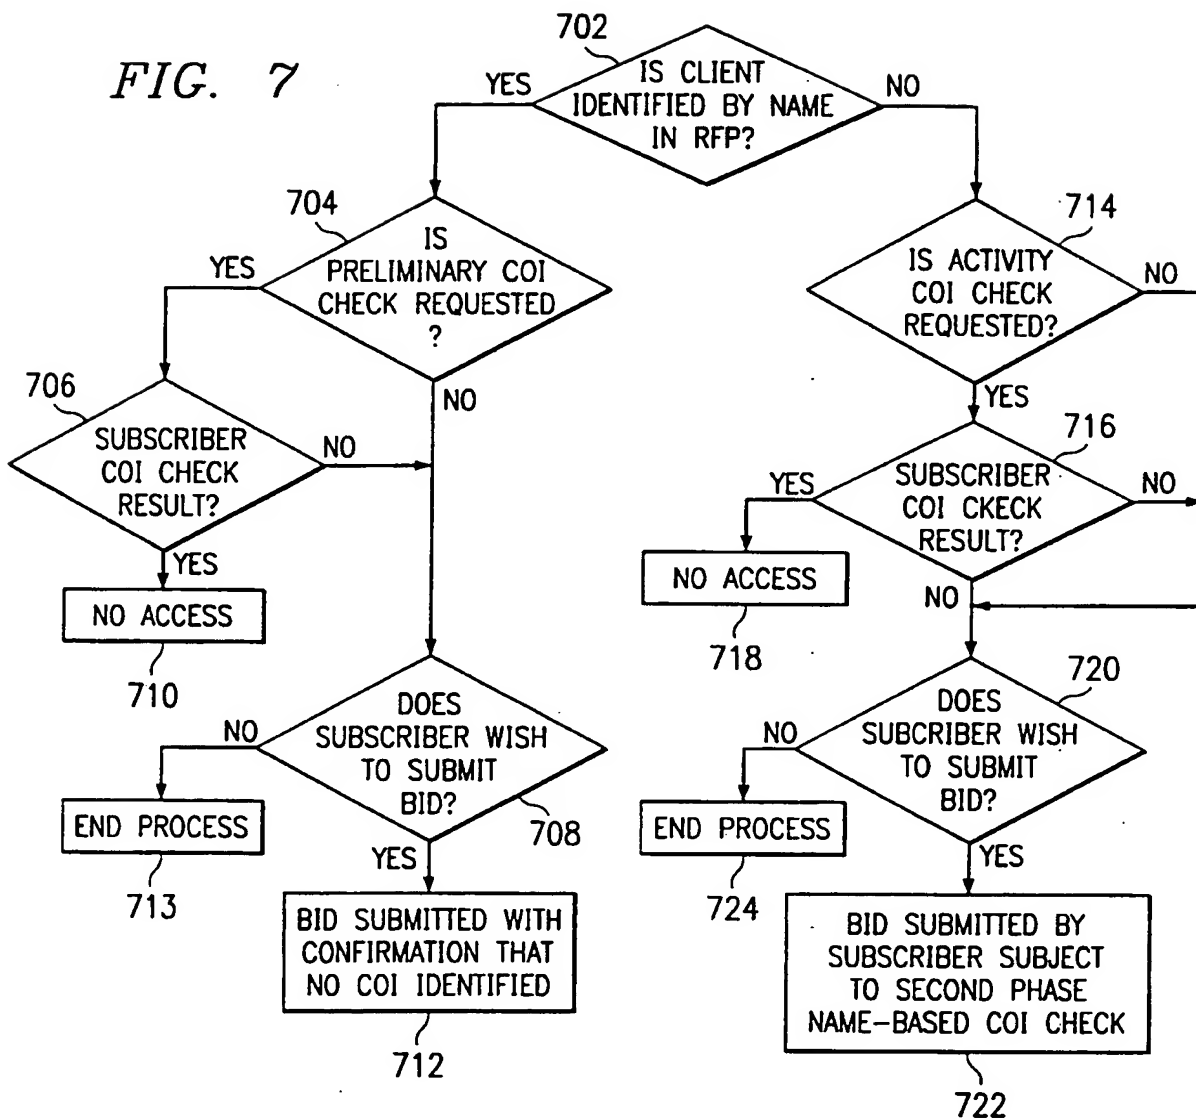 FIG. 7
702
IS CLIENT
IDENTIFIED BY NAME
IN RFP?
YES
NO
704
IS
PRELIMINARY COI
CHECK REQUESTED
?
YES
NO
714
IS ACTIVITY
COI CHECK
REQUESTED?
NO
YES
706
SUBSCRIBER
COI CHECK
RESULT?
NO
YES
716
SUBSCRIBER
COI CKECK
RESULT?
YES
NO
NO
NO ACCESS
710
NO ACCESS
718
DOES
SUBSCRIBER WISH
TO SUBMIT
BID?
708
NO
YES
720
DOES
SUBCRIBER WISH
TO SUBMIT
BID?
NO
YES
END PROCESS
713
END PROCESS
724
BID SUBMITTED WITH
CONFIRMATION THAT
NO COI IDENTIFIED
712
BID SUBMITTED BY
SUBSCRIBER SUBJECT
TO SECOND PHASE
NAME-BASED COI CHECK
722